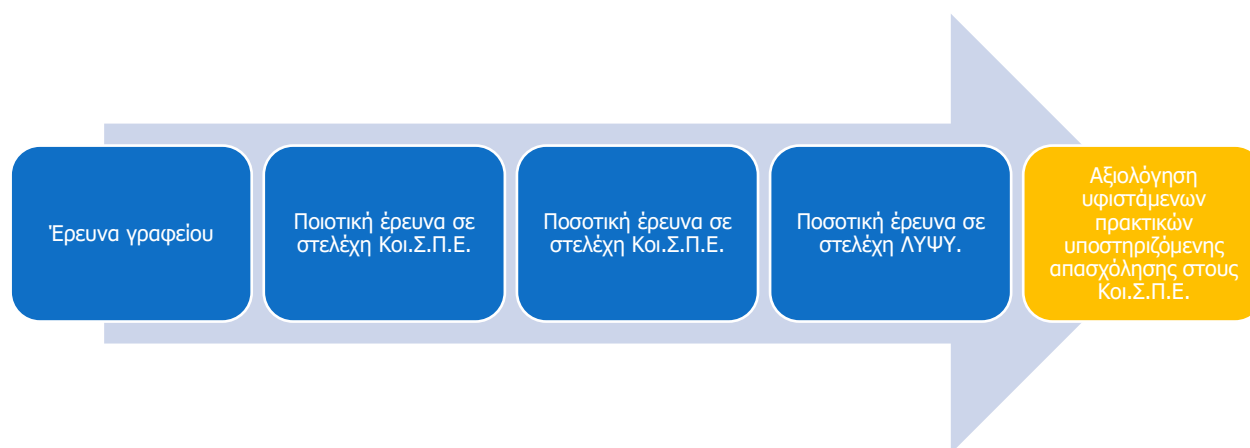 Έρευνα γραφείου
Ποιοτική έρευνα σε
στελέχη Κοι.Σ.Π.Ε.
Ποσοτική έρευνα σε
στελέχη Κοι.Σ.Π.Ε.
Ποσοτική έρευνα σε
στελέχη ΛΥΨΥ.
Αξιολόγηση
υφιστάμενων
πρακτικών
υποστηριζόμενης
απασχόλησης στους
Κοι.Σ.Π.Ε.